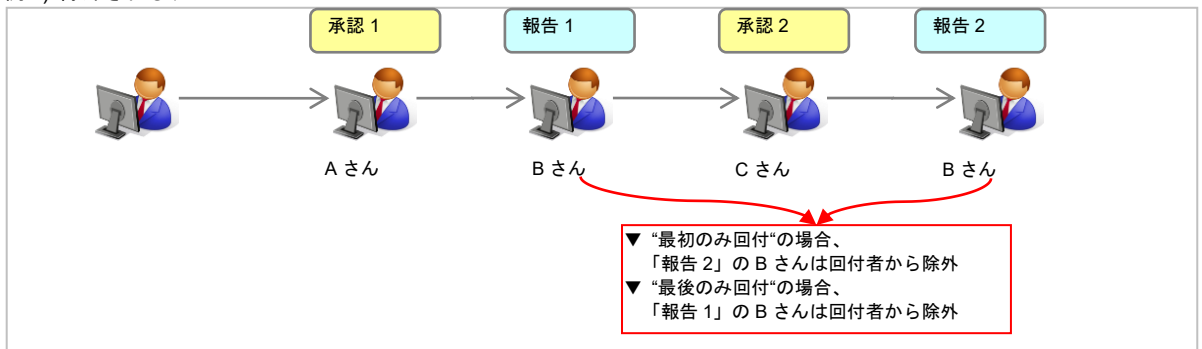 承認 1
報告 1
承認 2
報告 2
A さん
B さん
C さん
B さん
▼ “最初のみ回付“の場合、
「報告 2」の B さんは回付者から除外
▼ “最後のみ回付“の場合、
「報告 1」の B さんは回付者から除外